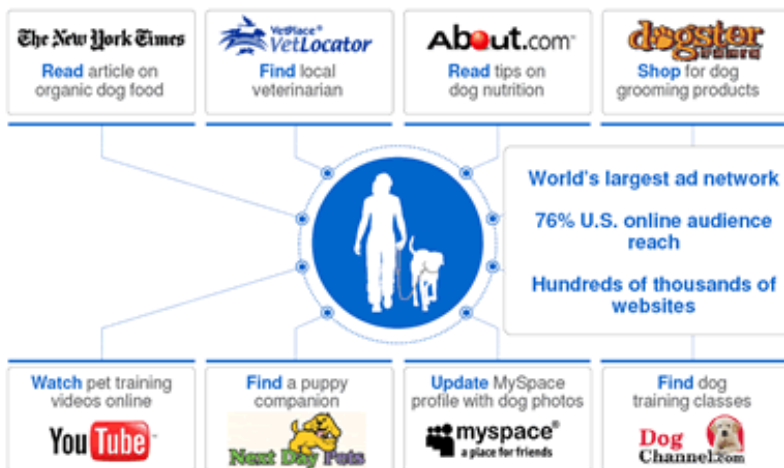 The New York Times
Read article on
organic dog food
VetPlace®
VetLocator
Find local
veterinarian
About.com
Read tips on
dog nutrition
dogster
Shop for dog
grooming products
World's largest ad network
76% U.S. online audience
reach
Hundreds of thousands of
websites
Watch pet training
videos online
YouTube
Find a puppy
companion
Next Day Pets
Update MySpace
profile with dog photos
myspace®
a place for friends
Find dog
training classes
Dog
Channel.com